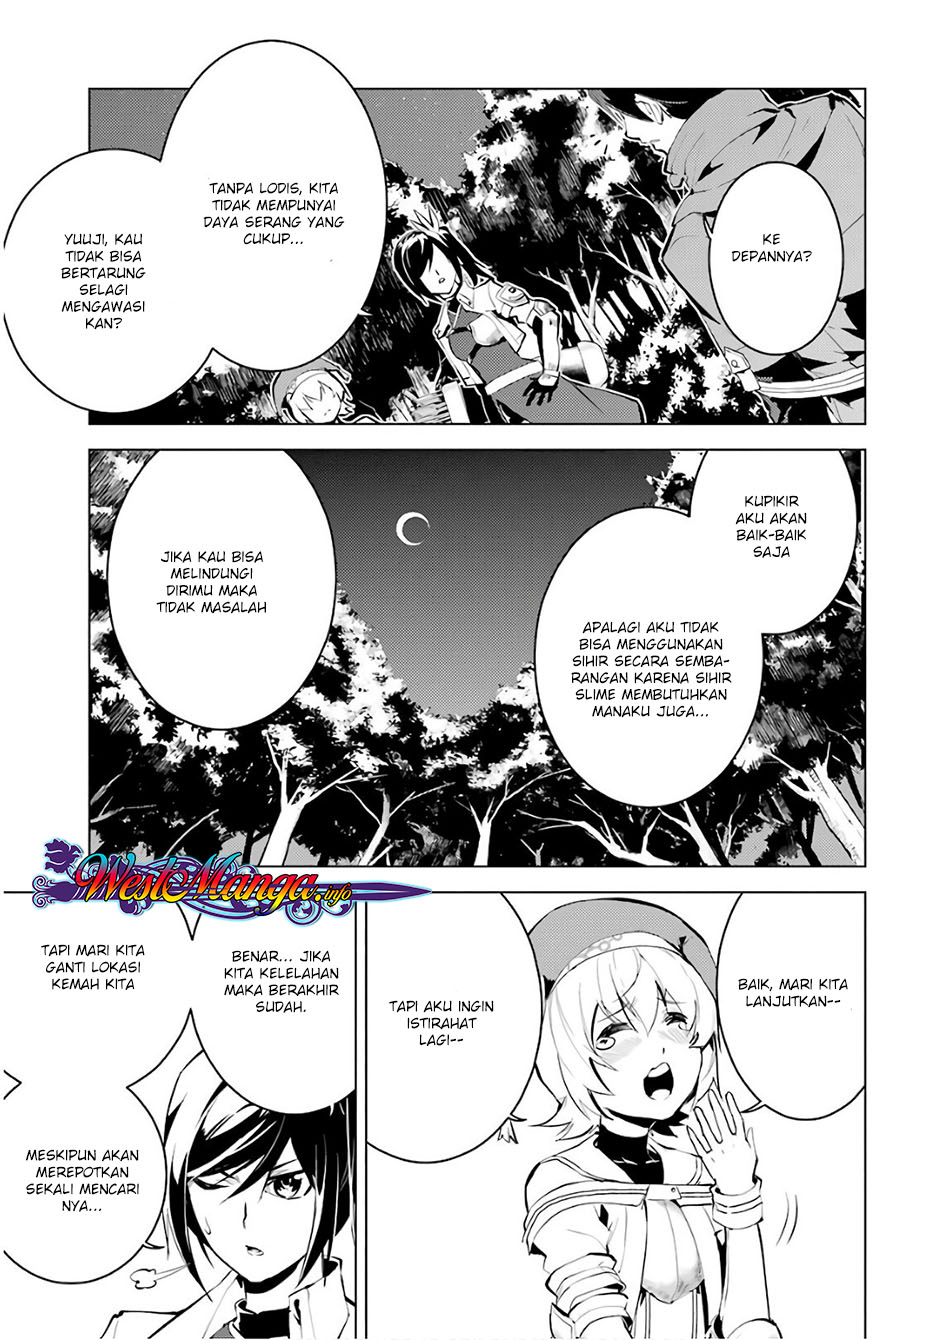 KE
DEPANNYA?
TANPA LODIS, KITA
TIDAK MEMPUNYAI
DAYA SERANG YANG
CUKUP...
YUUJI, KAU
TIDAK BISA
BERTARUNG
SELAGI
MENGAWASI
KAN?
KUPIKIR
AKU AKAN
BAIK-BAIK
SAJA
APALAGI AKU TIDAK
BISA MENGGUNAKAN
SIHIR SECARA SEMBA-
RANGAN KARENA SIHIR
SLIME MEMBUTUHKAN
MANAKU JUGA...
JIKA KAU BISA
MELINDUNGI
DIRIMU MAKA
TIDAK MASALAH
BAIK, MARI KITA
LANJUTKAN--
TAPI AKU INGIN
ISTIRAHAT
LAGI--
BENAR... JIKA
KITA KELELAHAN
MAKA BERAKHIR
SUDAH.
TAPI MARI KITA
GANTI LOKASI
KEMAH KITA
MESKIPUN AKAN
MEREPOTKAN
SEKALI MENCARI
NYA...
WestManga.info